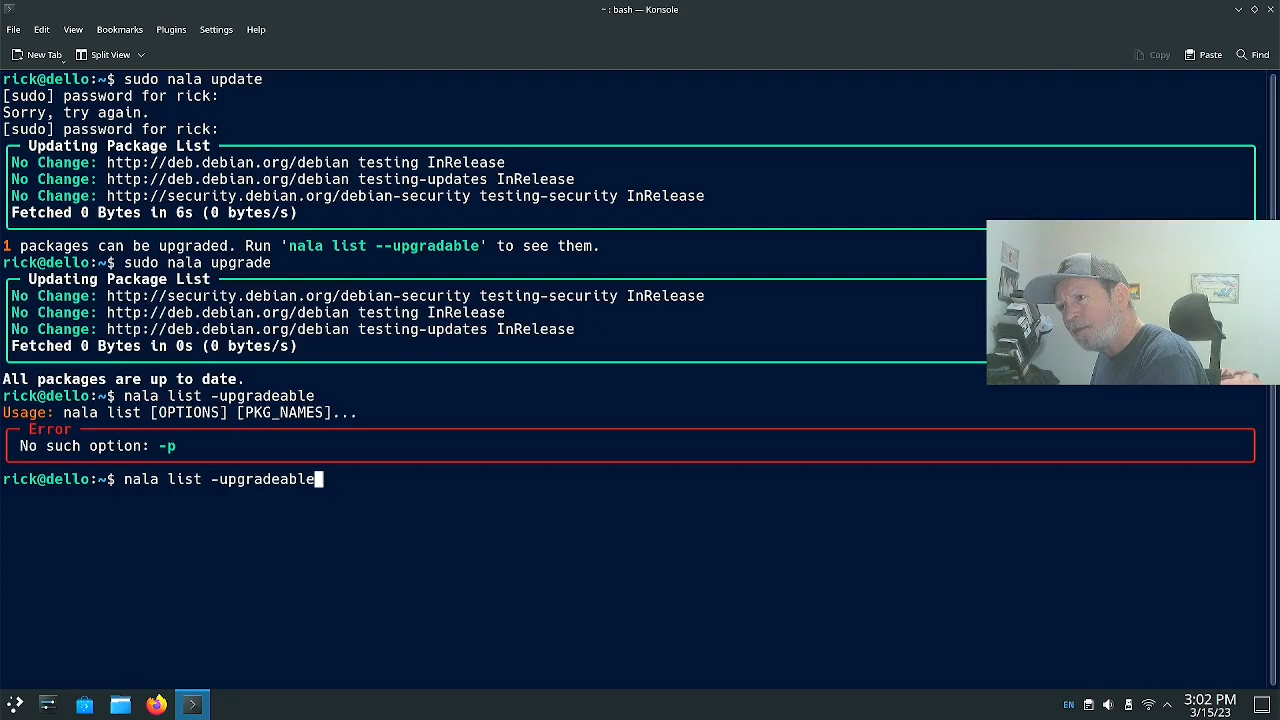 ~ : bash — Konsole
File Edit View Bookmarks Plugins Settings Help
New Tab Split View Copy Paste Find
rick@dello:~$ sudo nala update
[sudo] password for rick:
Sorry, try again.
[sudo] password for rick:
Updating Package List
No Change: http://deb.debian.org/debian testing InRelease
No Change: http://deb.debian.org/debian testing-updates InRelease
No Change: http://security.debian.org/debian-security testing-security InRelease
Fetched 0 Bytes in 6s (0 bytes/s)
1 packages can be upgraded. Run 'nala list --upgradable' to see them.
rick@dello:~$ sudo nala upgrade
Updating Package List
No Change: http://security.debian.org/debian-security testing-security InRelease
No Change: http://deb.debian.org/debian testing InRelease
No Change: http://deb.debian.org/debian testing-updates InRelease
Fetched 0 Bytes in 0s (0 bytes/s)
All packages are up to date.
rick@dello:~$ nala list -upgradeable
Usage: nala list [OPTIONS] [PKG_NAMES]...
Error
No such option: -p
rick@dello:~$ nala list -upgradeable
EN
3:02 PM
3/15/23